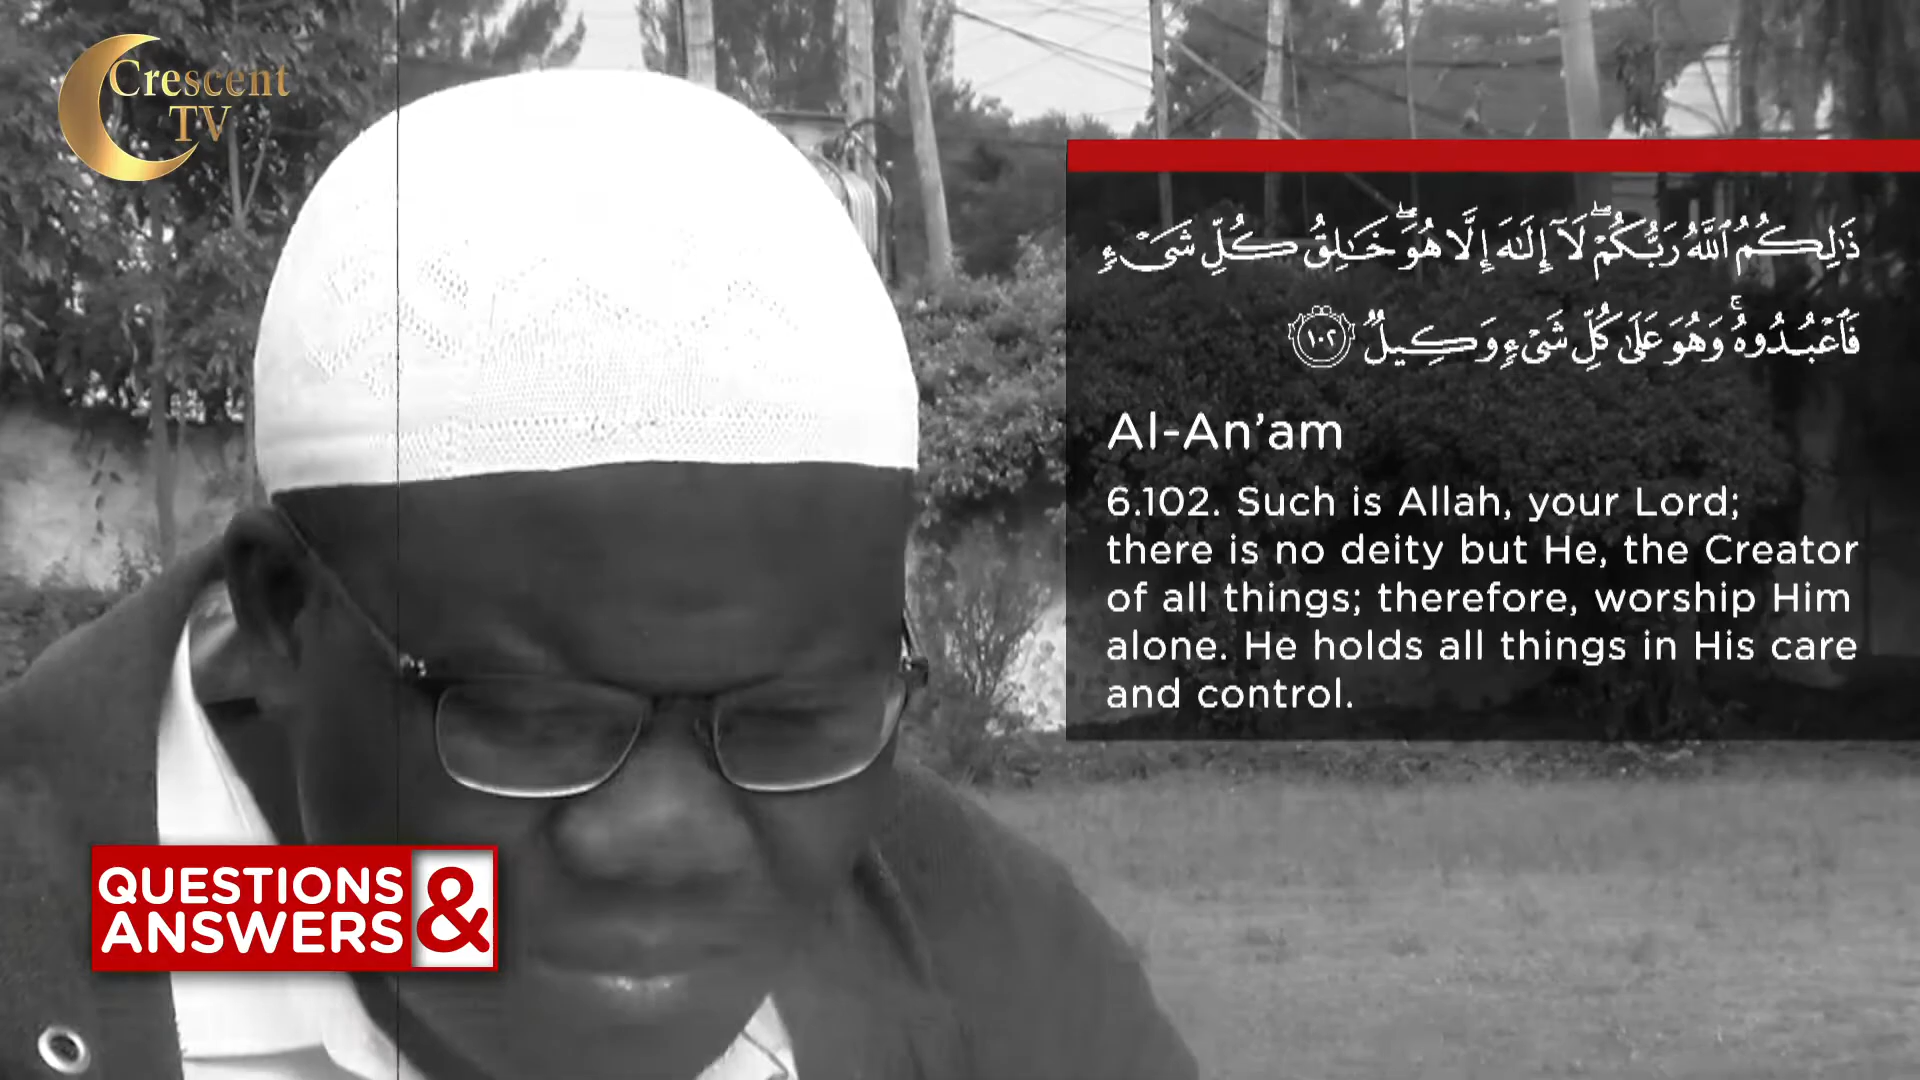 Crescent
TV
ذَٰلِكُمُ ٱللَّهُ رَبُّكُمْ ۖ لَآ إِلَٰهَ إِلَّا هُوَ ۖ خَٰلِقُ كُلِّ شَىْءٍ
فَٱعْبُدُوهُ ۚ وَهُوَ عَلَىٰ كُلِّ شَىْءٍ وَكِيلٌ ١٠٢
Al-An’am
6.102. Such is Allah, your Lord;
there is no deity but He, the Creator
of all things; therefore, worship Him
alone. He holds all things in His care
and control.
QUESTIONS &
ANSWERS